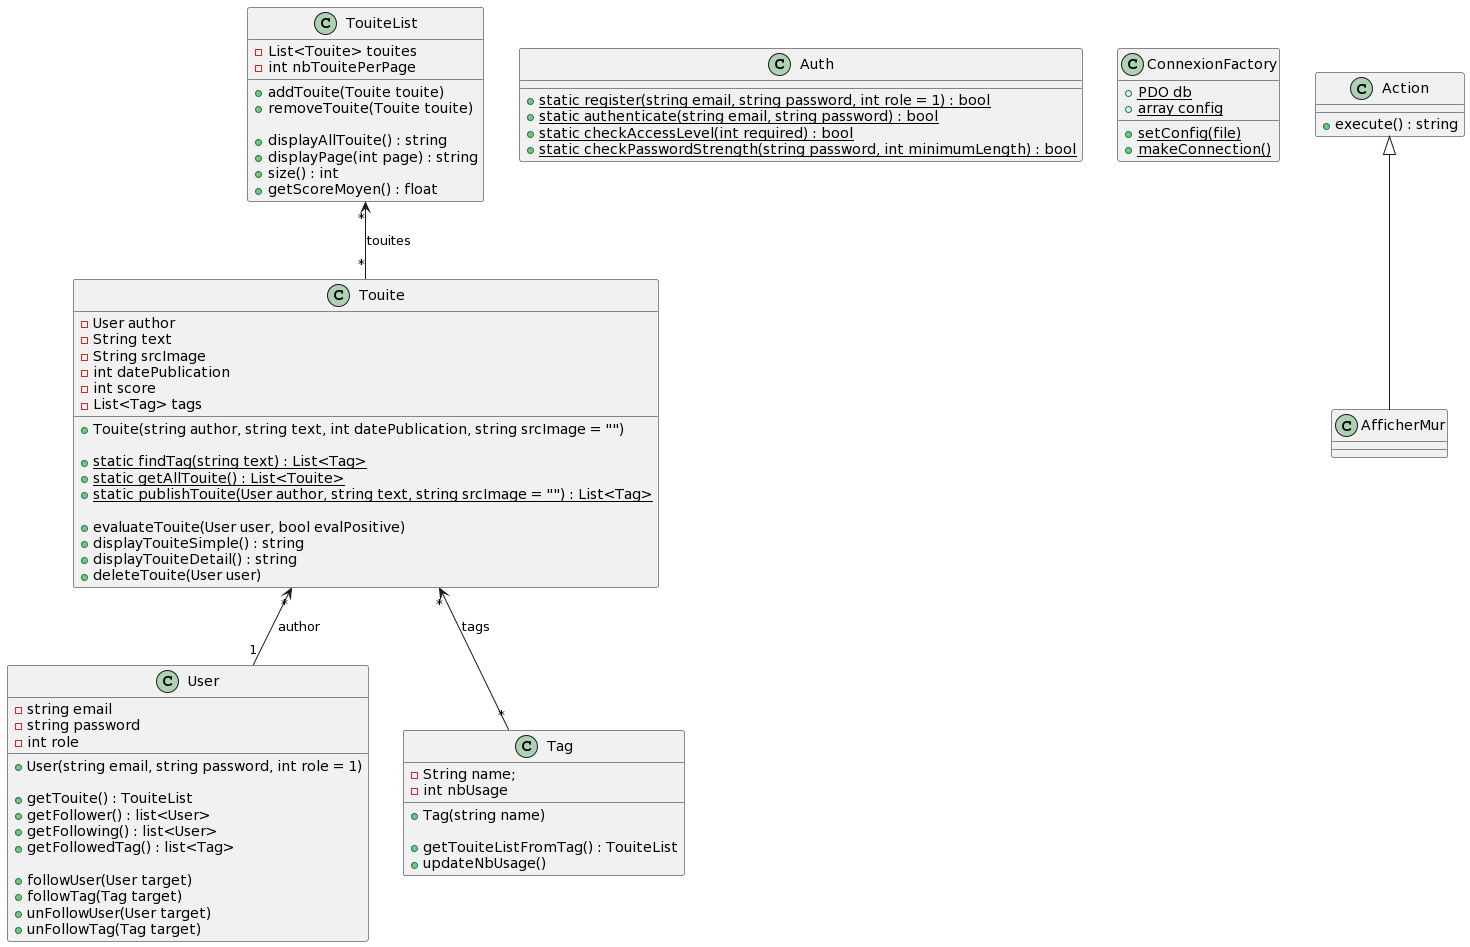 C TouiteList
List<Touite> touites
int nbTouitePerPage
addTouite(Touite touite)
removeTouite(Touite touite)
displayAllTouite() : string
displayPage(int page) : string
size() : int
getScoreMoyen() : float
C Auth
static register(string email, string password, int role = 1) : bool
static authenticate(string email, string password) : bool
static checkAccessLevel(int required) : bool
static checkPasswordStrength(string password, int minimumLength) : bool
C ConnexionFactory
PDO db
array config
setConfig(file)
makeConnection()
C Action
execute() : string
*
touites
*
C Touite
User author
String text
String srcImage
int datePublication
int score
List<Tag> tags
Touite(string author, string text, int datePublication, string srcImage = "")
static findTag(string text) : List<Tag>
static getAllTouite() : List<Touite>
static publishTouite(User author, string text, string srcImage = "") : List<Tag>
evaluateTouite(User user, bool evalPositive)
displayTouiteSimple() : string
displayTouiteDetail() : string
deleteTouite(User user)
C AfficherMur
*
author
1
*
tags
*
C User
string email
string password
int role
User(string email, string password, int role = 1)
getTouite() : TouiteList
getFollower() : list<User>
getFollowing() : list<User>
getFollowedTag() : list<Tag>
followUser(User target)
followTag(Tag target)
unFollowUser(User target)
unFollowTag(Tag target)
C Tag
String name;
int nbUsage
Tag(string name)
getTouiteListFromTag() : TouiteList
updateNbUsage()